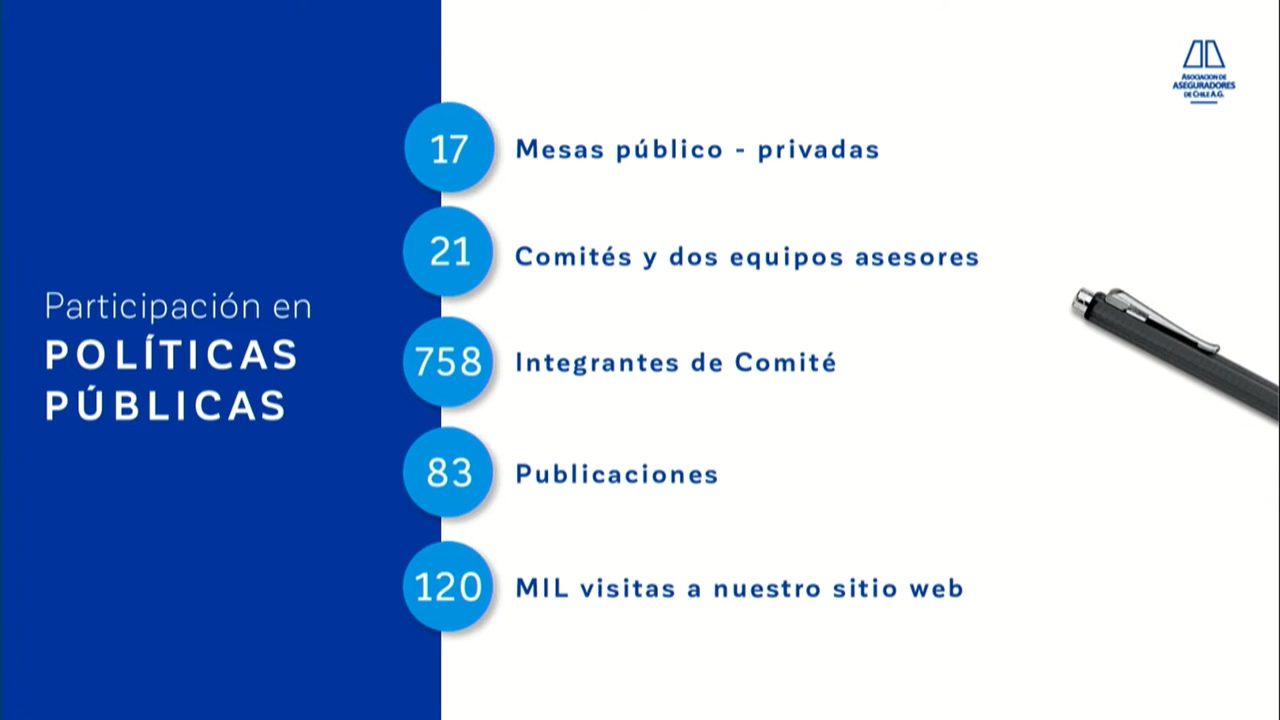 ASOCIACION DE
ASEGURADORES
DE CHILE A.G.
17 Mesas público - privadas
21 Comités y dos equipos asesores
Participación en
POLÍTICAS
PÚBLICAS
758 Integrantes de Comité
83 Publicaciones
120 MIL visitas a nuestro sitio web